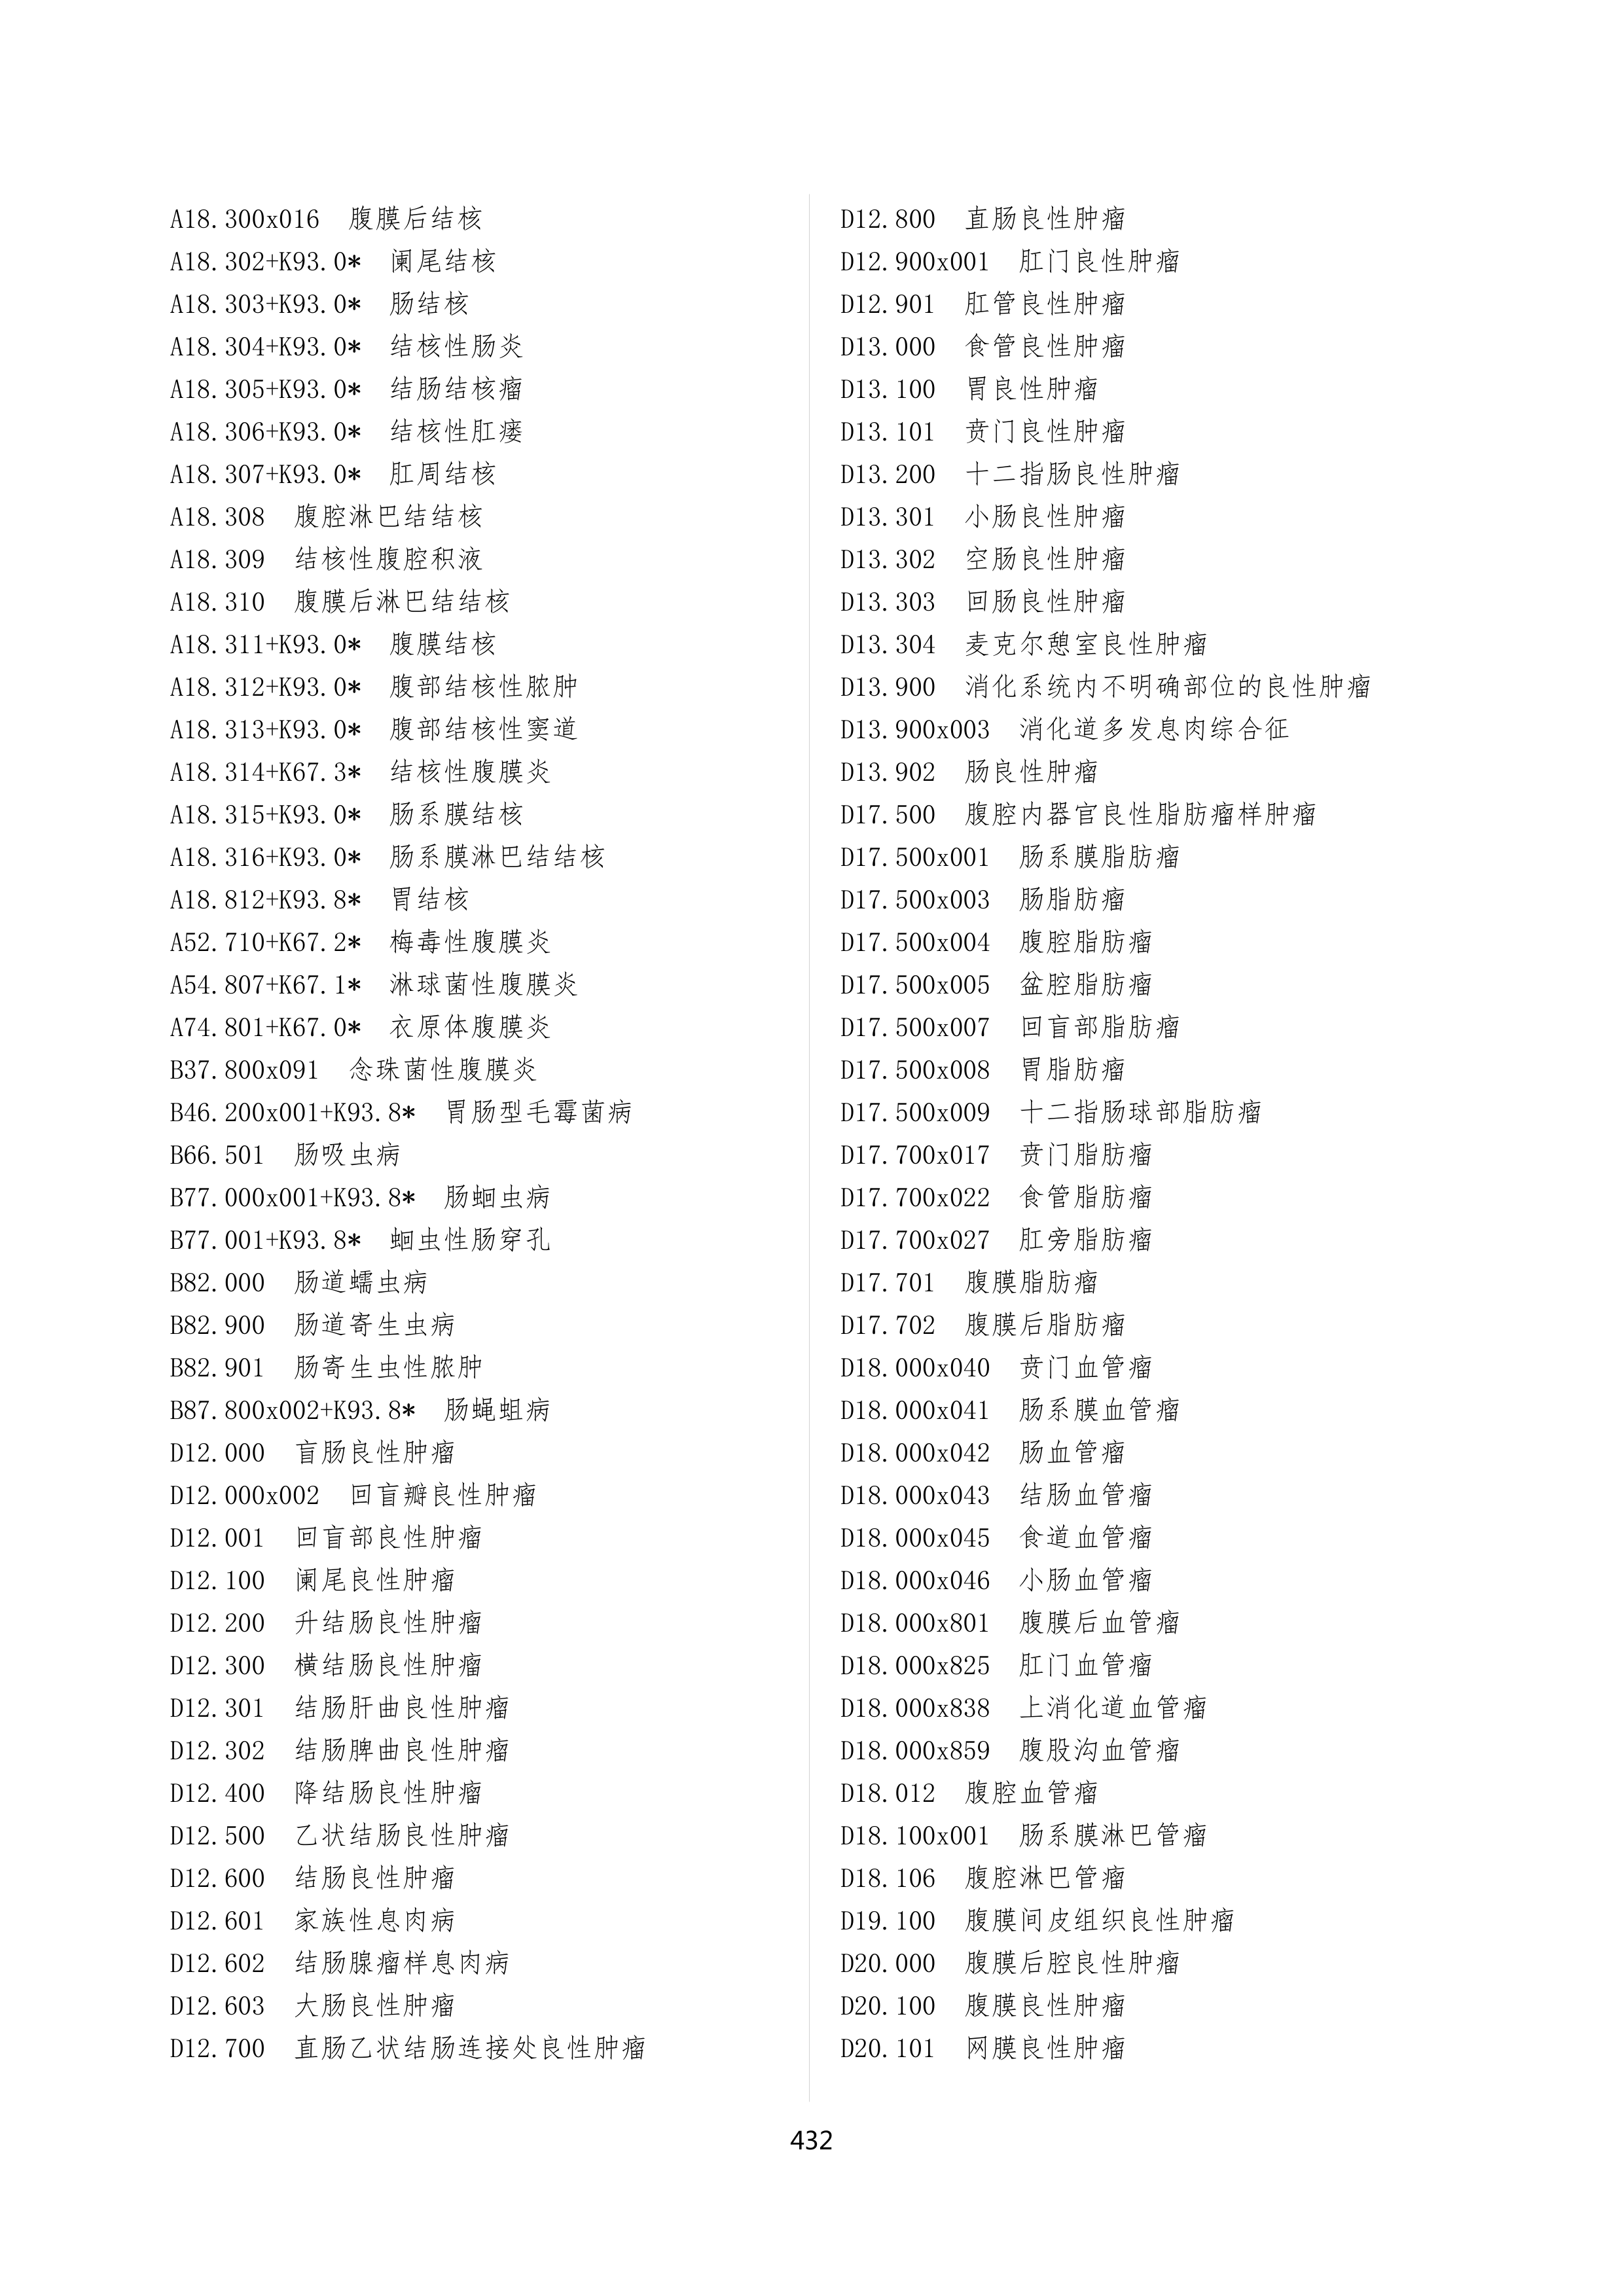 A18.300x016 腹膜后结核
A18.302+K93.0* 阑尾结核
A18.303+K93.0* 肠结核
A18.304+K93.0* 结核性肠炎
A18.305+K93.0* 结肠结核瘤
A18.306+K93.0* 结核性肛瘘
A18.307+K93.0* 肛周结核
A18.308 腹腔淋巴结结核
A18.309 结核性腹腔积液
A18.310 腹膜后淋巴结结核
A18.311+K93.0* 腹膜结核
A18.312+K93.0* 腹部结核性脓肿
A18.313+K93.0* 腹部结核性窦道
A18.314+K67.3* 结核性腹膜炎
A18.315+K93.0* 肠系膜结核
A18.316+K93.0* 肠系膜淋巴结结核
A18.812+K93.8* 胃结核
A52.710+K67.2* 梅毒性腹膜炎
A54.807+K67.1* 淋球菌性腹膜炎
A74.801+K67.0* 衣原体腹膜炎
B37.800x091 念珠菌性腹膜炎
B46.200x001+K93.8* 胃肠型毛霉菌病
B66.501 肠吸虫病
B77.000x001+K93.8* 肠蛔虫病
B77.001+K93.8* 蛔虫性肠穿孔
B82.000 肠道蠕虫病
B82.900 肠道寄生虫病
B82.901 肠寄生虫性脓肿
B87.800x002+K93.8* 肠蝇蛆病
D12.000 盲肠良性肿瘤
D12.000x002 回盲瓣良性肿瘤
D12.001 回盲部良性肿瘤
D12.100 阑尾良性肿瘤
D12.200 升结肠良性肿瘤
D12.300 横结肠良性肿瘤
D12.301 结肠肝曲良性肿瘤
D12.302 结肠脾曲良性肿瘤
D12.400 降结肠良性肿瘤
D12.500 乙状结肠良性肿瘤
D12.600 结肠良性肿瘤
D12.601 家族性息肉病
D12.602 结肠腺瘤样息肉病
D12.603 大肠良性肿瘤
D12.700 直肠乙状结肠连接处良性肿瘤
D12.800 直肠良性肿瘤
D12.900x001 肛门良性肿瘤
D12.901 肛管良性肿瘤
D13.000 食管良性肿瘤
D13.100 胃良性肿瘤
D13.101 贲门良性肿瘤
D13.200 十二指肠良性肿瘤
D13.301 小肠良性肿瘤
D13.302 空肠良性肿瘤
D13.303 回肠良性肿瘤
D13.304 麦克尔憩室良性肿瘤
D13.900 消化系统内不明确部位的良性肿瘤
D13.900x003 消化道多发息肉综合征
D13.902 肠良性肿瘤
D17.500 腹腔内器官良性脂肪瘤样肿瘤
D17.500x001 肠系膜脂肪瘤
D17.500x003 肠脂肪瘤
D17.500x004 腹腔脂肪瘤
D17.500x005 盆腔脂肪瘤
D17.500x007 回盲部脂肪瘤
D17.500x008 胃脂肪瘤
D17.500x009 十二指肠球部脂肪瘤
D17.700x017 贲门脂肪瘤
D17.700x022 食管脂肪瘤
D17.700x027 肛旁脂肪瘤
D17.701 腹膜脂肪瘤
D17.702 腹膜后脂肪瘤
D18.000x040 贲门血管瘤
D18.000x041 肠系膜血管瘤
D18.000x042 肠血管瘤
D18.000x043 结肠血管瘤
D18.000x045 食道血管瘤
D18.000x046 小肠血管瘤
D18.000x801 腹膜后血管瘤
D18.000x825 肛门血管瘤
D18.000x838 上消化道血管瘤
D18.000x859 腹股沟血管瘤
D18.012 腹腔血管瘤
D18.100x001 肠系膜淋巴管瘤
D18.106 腹腔淋巴管瘤
D19.100 腹膜间皮组织良性肿瘤
D20.000 腹膜后腔良性肿瘤
D20.100 腹膜良性肿瘤
D20.101 网膜良性肿瘤
432